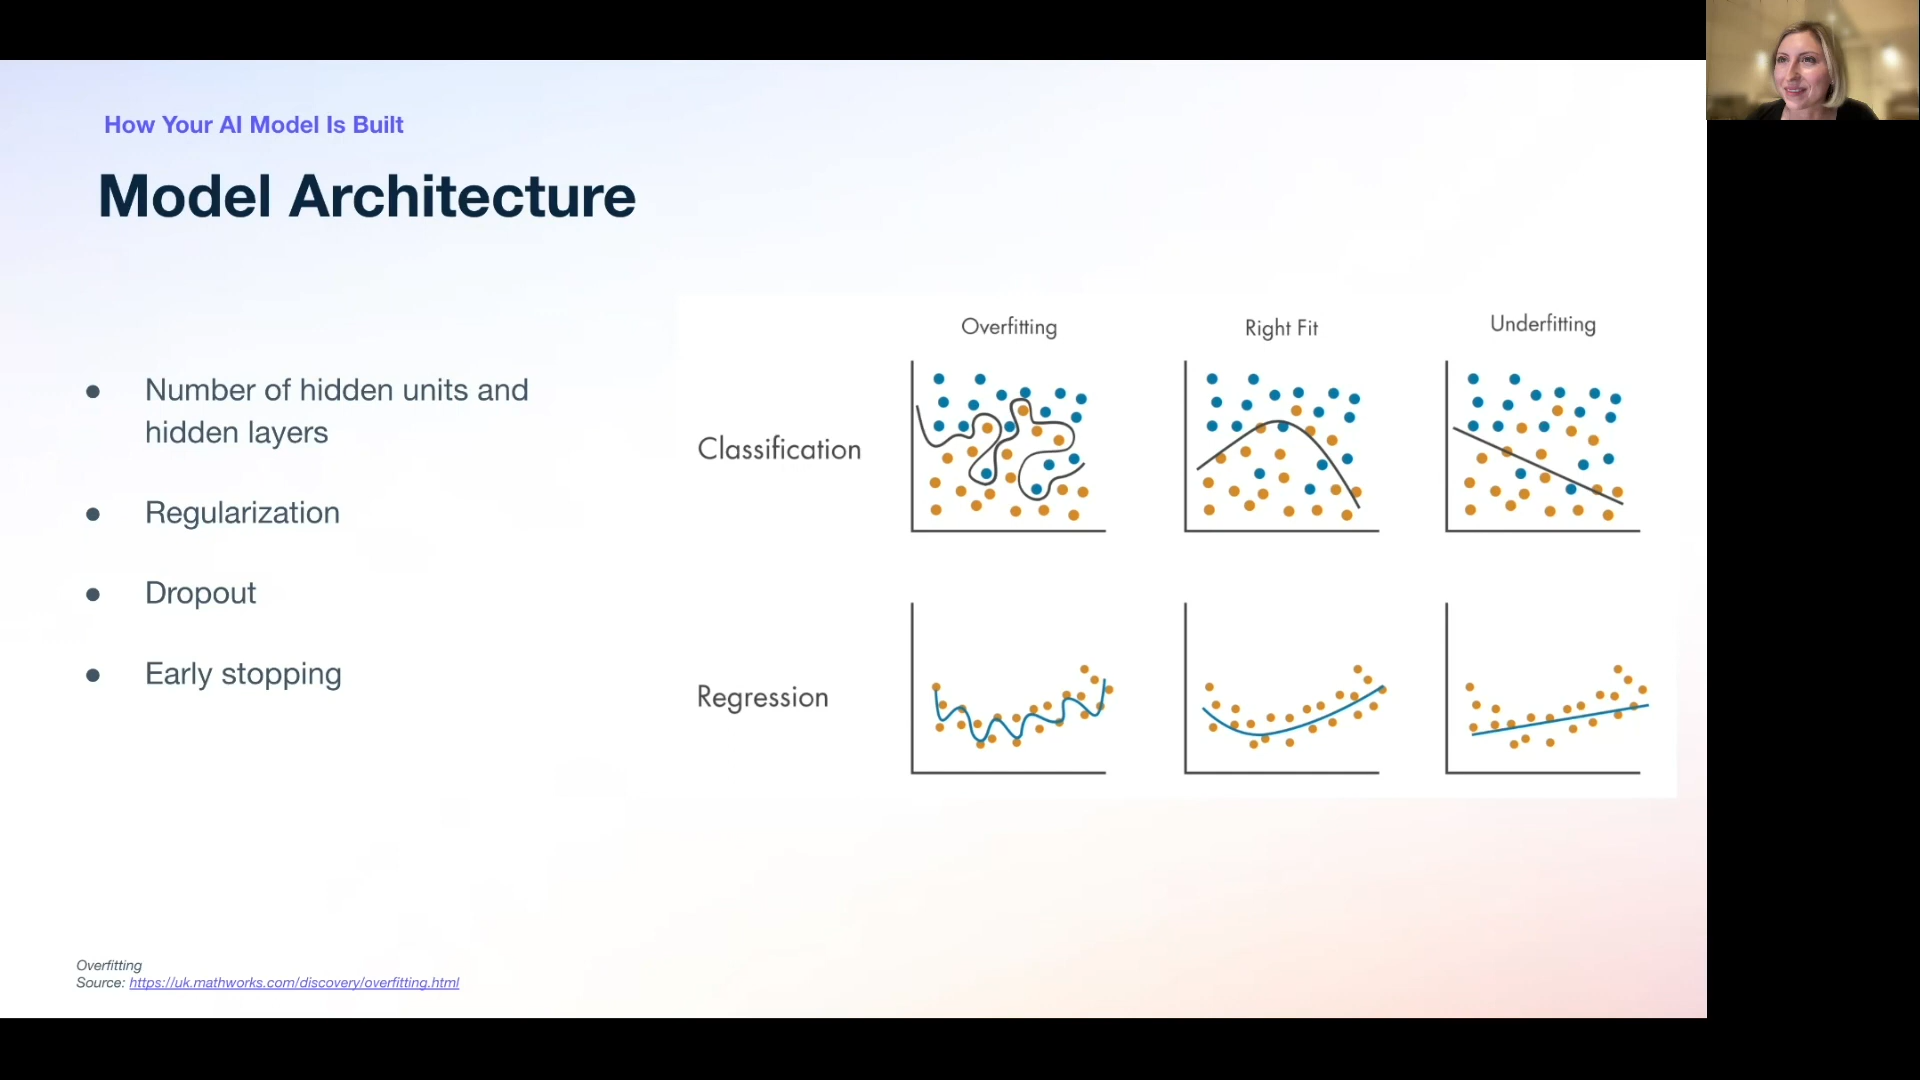 How Your AI Model Is Built
Model Architecture
● Number of hidden units and
hidden layers
● Regularization
● Dropout
● Early stopping
Overfitting
Right Fit
Underfitting
Classification
Regression
Overfitting
Source: https://uk.mathworks.com/discovery/overfitting.html